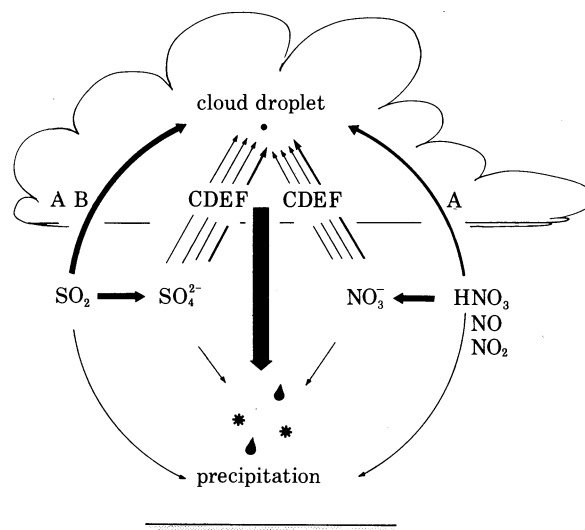 cloud droplet
A B
CDEF
CDEF
A
SO₂
SO₄²⁻
NO₃⁻
HNO₃
NO
NO₂
precipitation